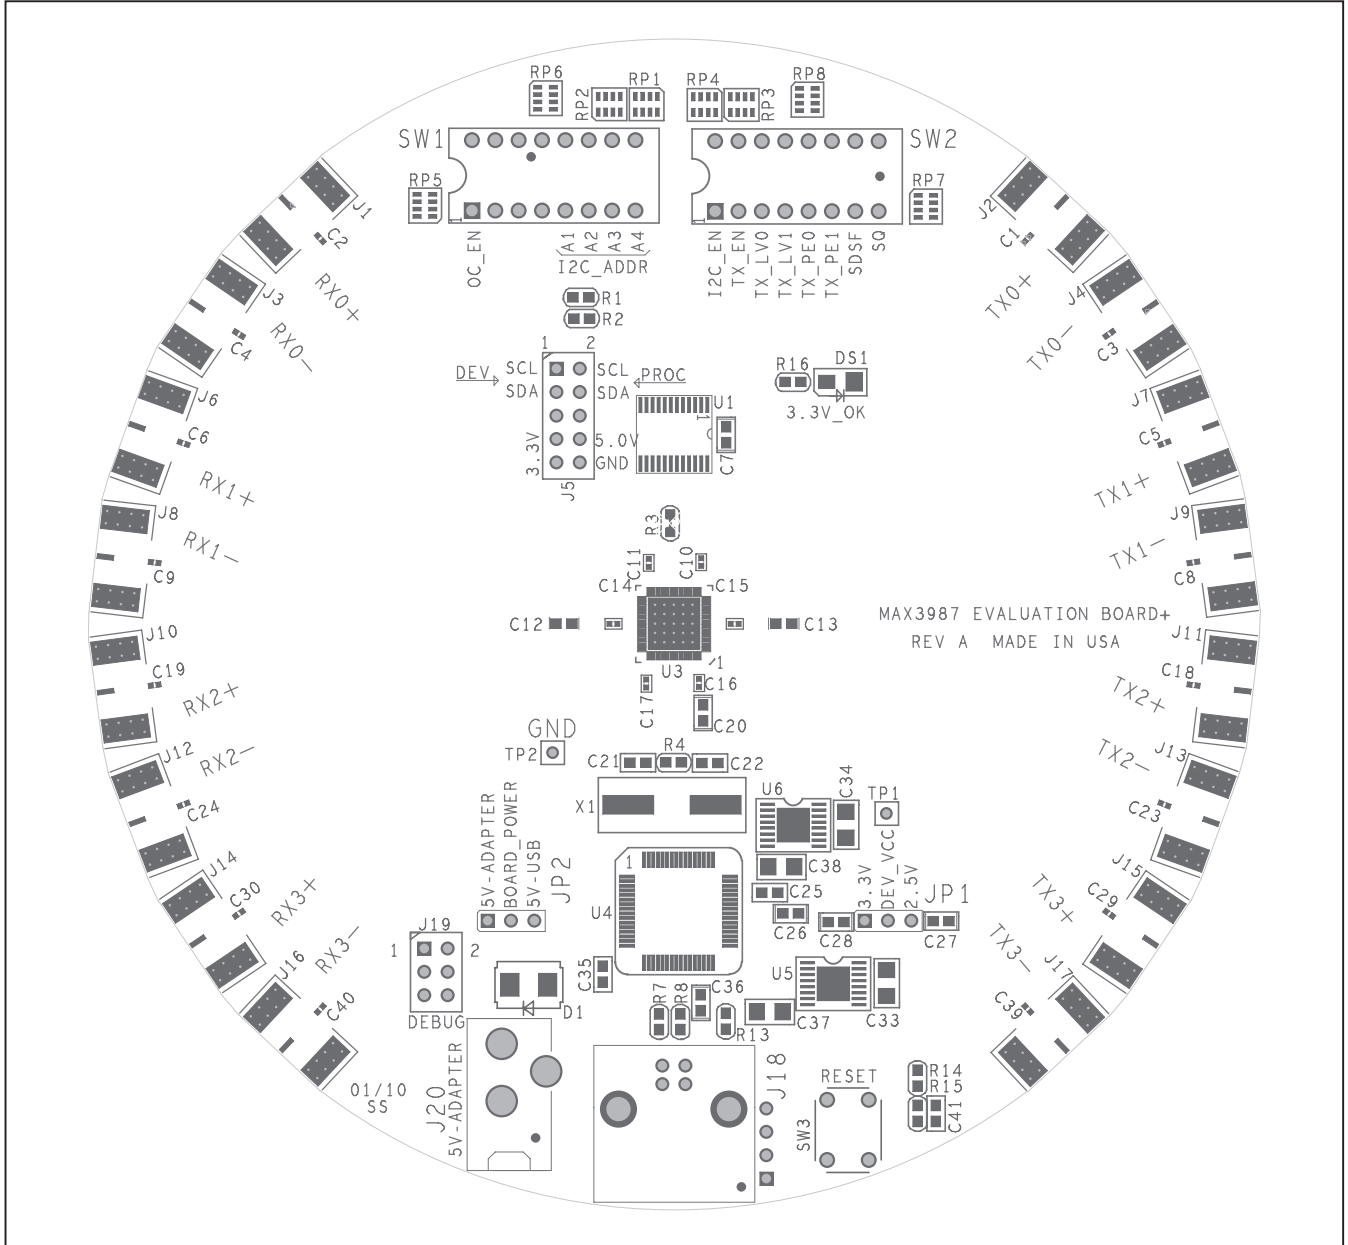 RP6
RP2
RP1
RP4
RP3
RP8
SW1
SW2
RP5
RP7
1
1
OC_EN
A1
A2
A3
A4
I2C_ADDR
I2C_EN
TX_EN
TX_LV0
TX_LV1
TX_PE0
TX_PE1
SDSF
SQ
J1
C2
RX0+
J3
C4
RX0-
J6
C6
RX1+
J8
RX1-
C9
J10
C19
RX2+
J12
RX2-
C24
J14
C30
RX3+
J16
RX3-
C40
J2
C1
TX0+
J4
TX0-
C3
J7
C5
TX1+
J9
TX1-
C8
J11
C18
TX2+
J13
TX2-
C23
J15
C29
TX3+
J17
TX3-
C39
R1
R2
1 2
DEV
SCL
SDA
SCL
SDA
PROC
3.3V
5.0V
GND
J5
U1
1
C7
R16
DS1
3.3V_OK
R3
C11
C10
C14
C15
C12
C13
U3
1
C17
C16
C20
MAX3987 EVALUATION BOARD+
REV A MADE IN USA
GND
TP2
C21
R4
C22
X1
U6
C34
TP1
5V-ADAPTER
BOARD_POWER
5V-USB
JP2
1
U4
C38
C25
C26
C28
3.3V
DEV_VCC
2.5V
JP1
C27
J19
1 2
DEBUG
D1
C35
R7
R8
C36
R13
U5
C37
C33
J20
5V-ADAPTER
J18
RESET
SW3
R14
R15
C41
01/10
SS